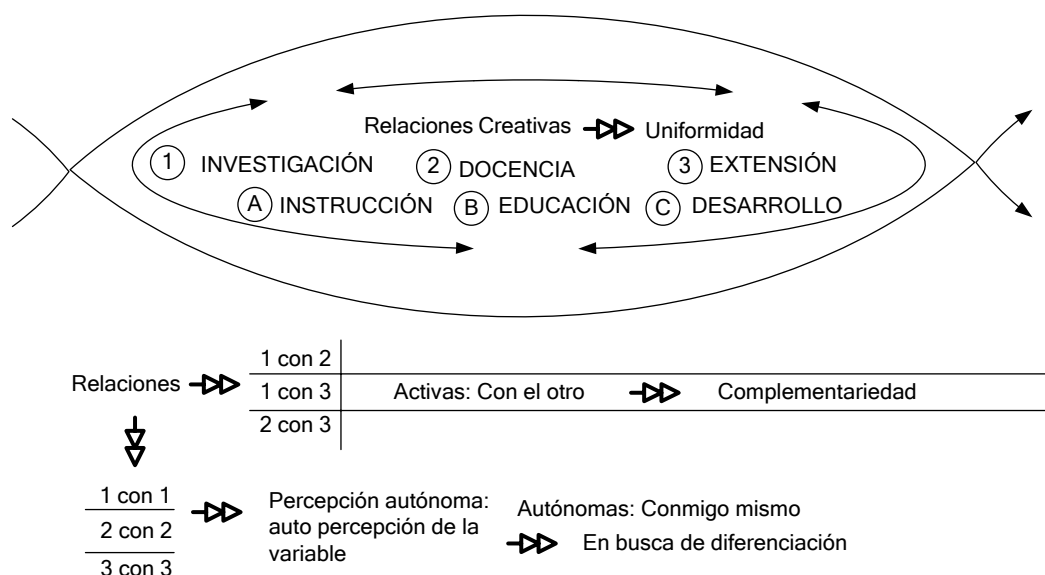 Relaciones Creativas Uniformidad
1 INVESTIGACIÓN 2 DOCENCIA 3 EXTENSIÓN
A INSTRUCCIÓN B EDUCACIÓN C DESARROLLO
1 con 2
Relaciones 1 con 3 Activas: Con el otro Complementariedad
2 con 3
1 con 1
2 con 2
3 con 3
Percepción autónoma:
auto percepción de la
variable
Autónomas: Conmigo mismo
En busca de diferenciación